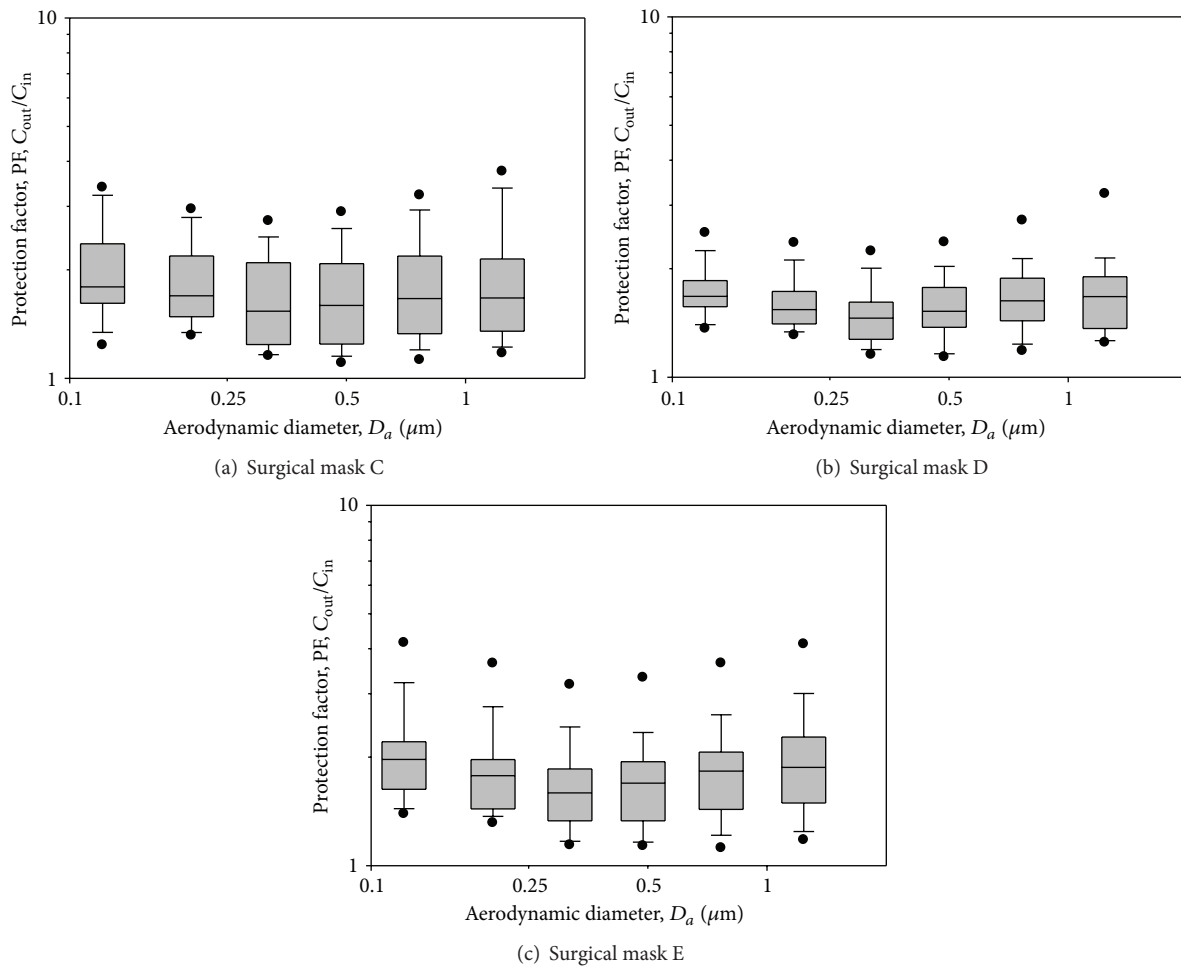 10
Protection factor, PF, C_out/C_in
1
0.1 0.25 0.5 1
Aerodynamic diameter, D_a (μm)
(a) Surgical mask C
10
Protection factor, PF, C_out/C_in
1
0.1 0.25 0.5 1
Aerodynamic diameter, D_a (μm)
(b) Surgical mask D
10
Protection factor, PF, C_out/C_in
1
0.1 0.25 0.5 1
Aerodynamic diameter, D_a (μm)
(c) Surgical mask E